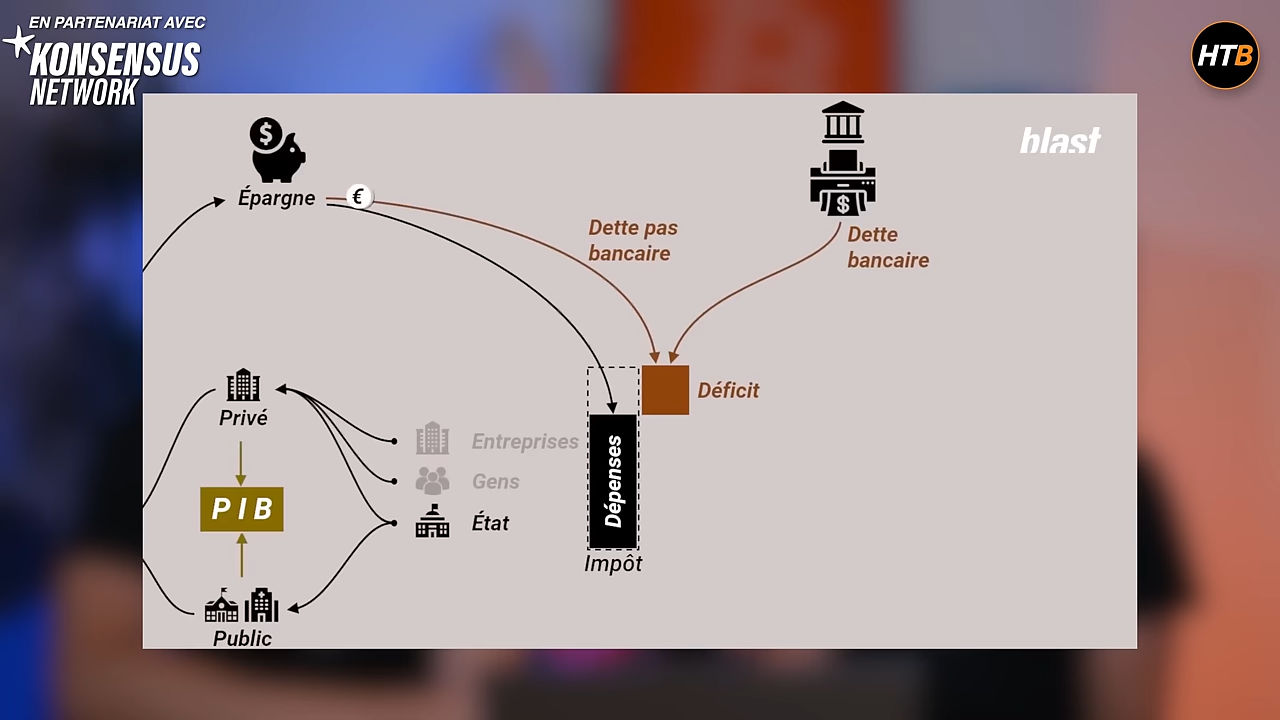 EN PARTENARIAT AVEC
KONSENSUS
NETWORK
HTB
blast
$
Épargne
€
$
Dette pas
bancaire
Dette
bancaire
Déficit
Privé
Entreprises
Gens
État
Dépenses
PIB
Impôt
Public